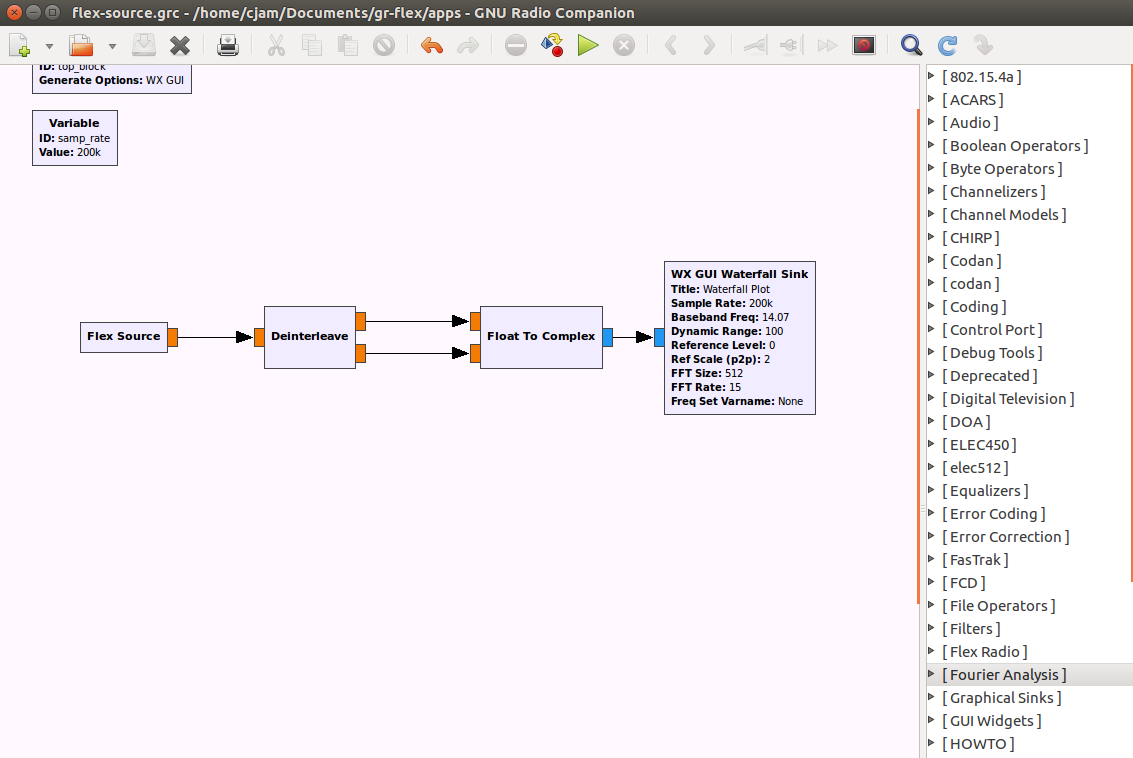 flex-source.grc - /home/cjam/Documents/gr-flex/apps - GNU Radio Companion
ID: top_block
Generate Options: WX GUI
Variable
ID: samp_rate
Value: 200k
Flex Source
Deinterleave
Float To Complex
WX GUI Waterfall Sink
Title: Waterfall Plot
Sample Rate: 200k
Baseband Freq: 14.07
Dynamic Range: 100
Reference Level: 0
Ref Scale (p2p): 2
FFT Size: 512
FFT Rate: 15
Freq Set Varname: None
[ 802.15.4a ]
[ ACARS ]
[ Audio ]
[ Boolean Operators ]
[ Byte Operators ]
[ Channelizers ]
[ Channel Models ]
[ CHIRP ]
[ Codan ]
[ codan ]
[ Coding ]
[ Control Port ]
[ Debug Tools ]
[ Deprecated ]
[ Digital Television ]
[ DOA ]
[ ELEC450 ]
[ elec512 ]
[ Equalizers ]
[ Error Coding ]
[ Error Correction ]
[ FasTrak ]
[ FCD ]
[ File Operators ]
[ Filters ]
[ Flex Radio ]
[ Fourier Analysis ]
[ Graphical Sinks ]
[ GUI Widgets ]
[ HOWTO ]